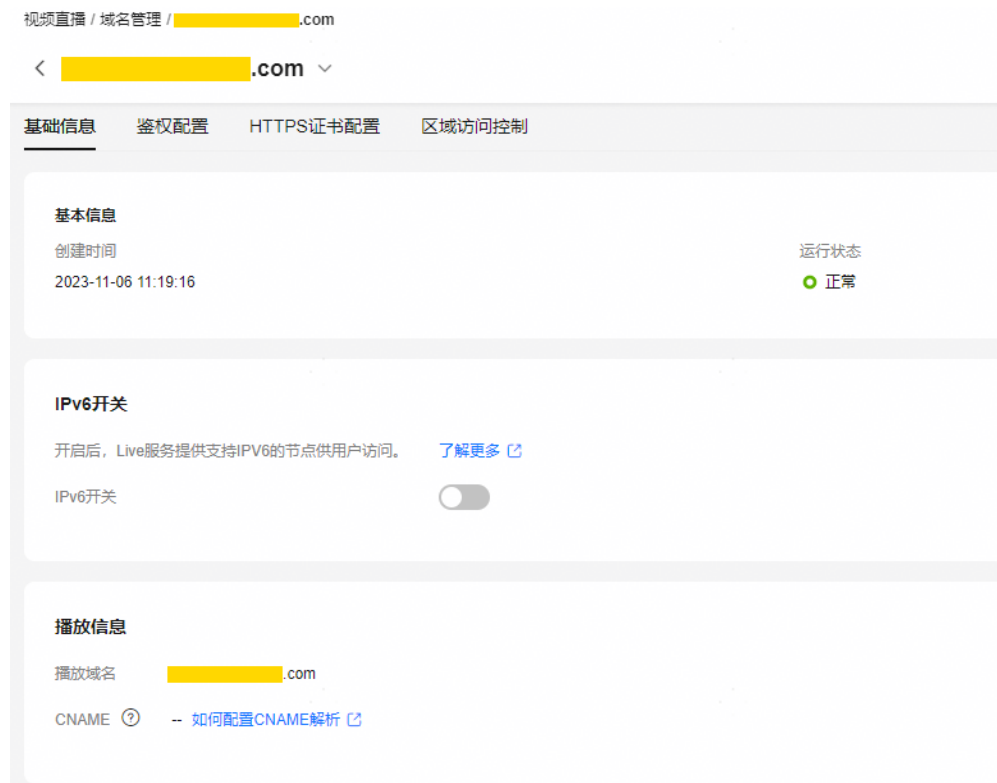 视频直播 / 域名管理 / .com
.com
基础信息 鉴权配置 HTTPS证书配置 区域访问控制
基本信息
创建时间 运行状态
2023-11-06 11:19:16 正常
IPv6开关
开启后，Live服务提供支持IPV6的节点供用户访问。 了解更多
IPv6开关
播放信息
播放域名 .com
CNAME ? -- 如何配置CNAME解析